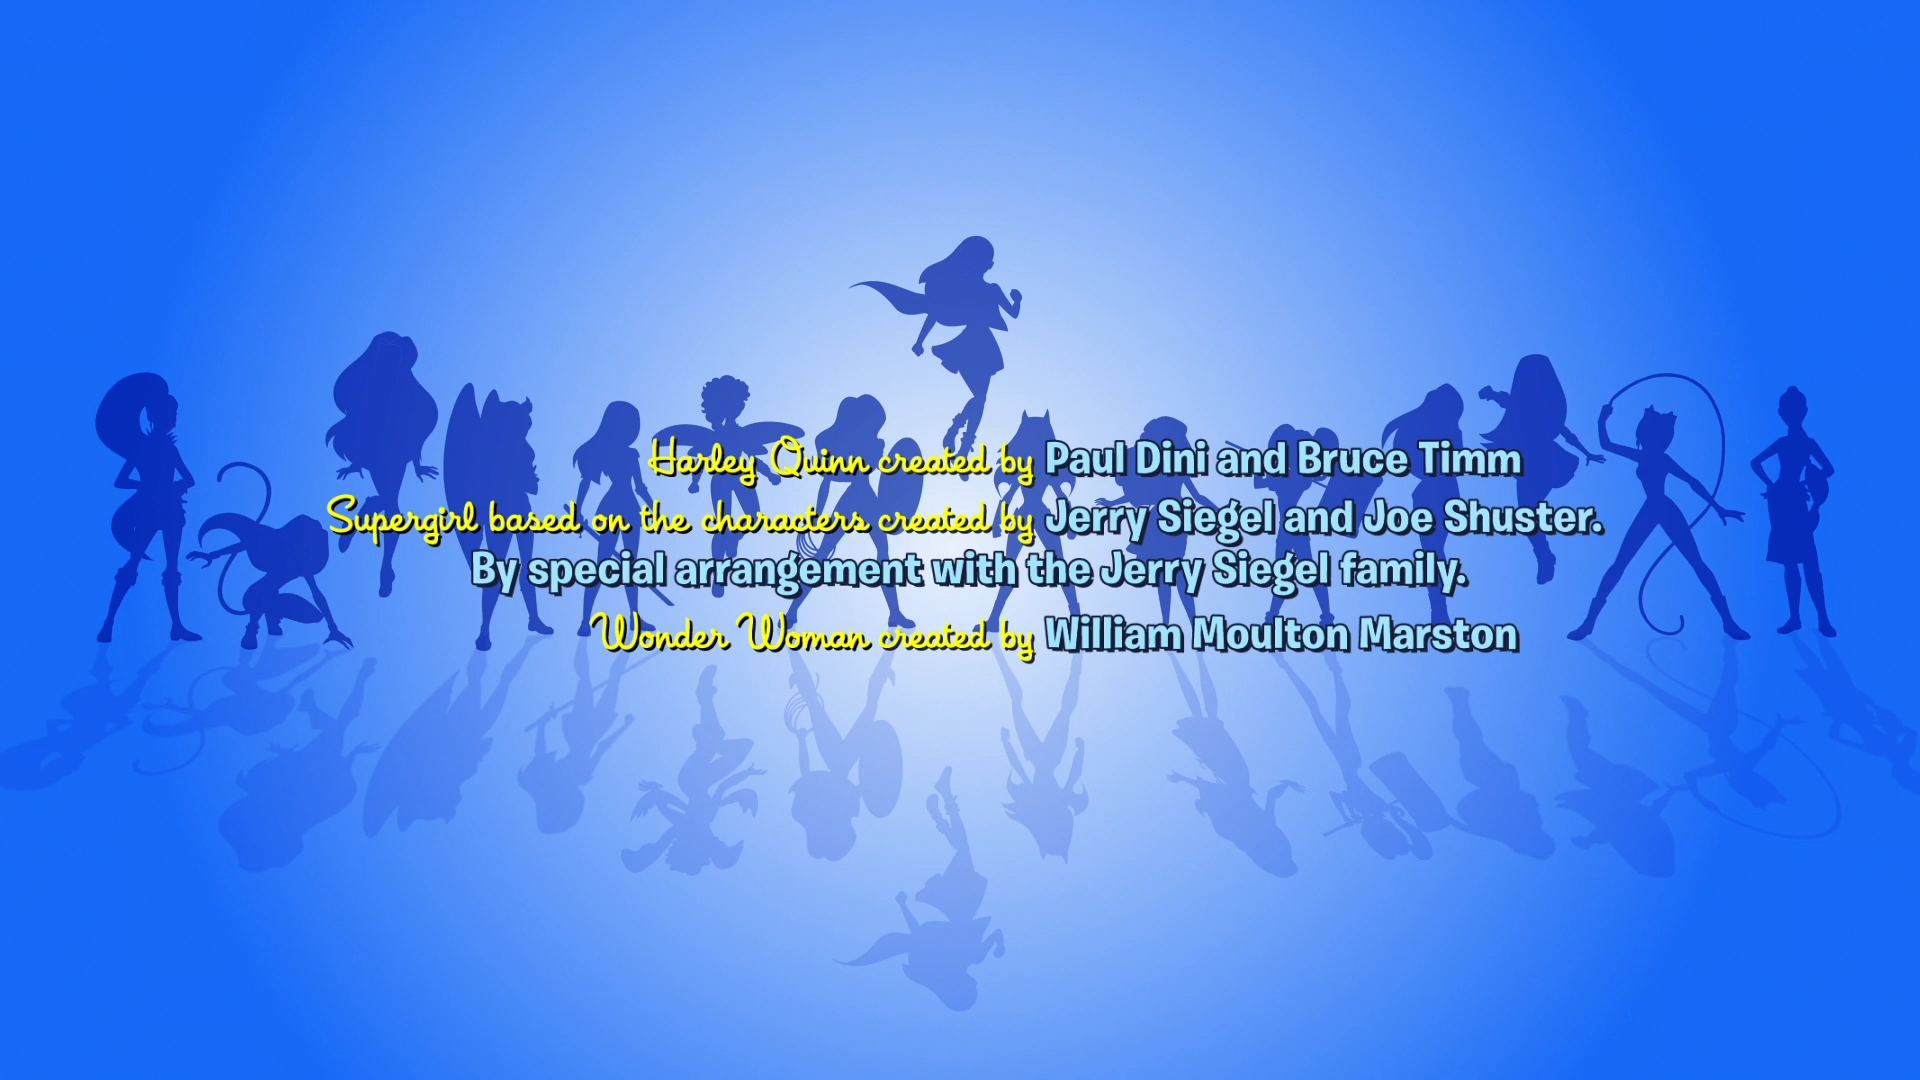 Harley Quinn created by Paul Dini and Bruce Timm
Supergirl based on the characters created by Jerry Siegel and Joe Shuster.
By special arrangement with the Jerry Siegel family.
Wonder Woman created by William Moulton Marston